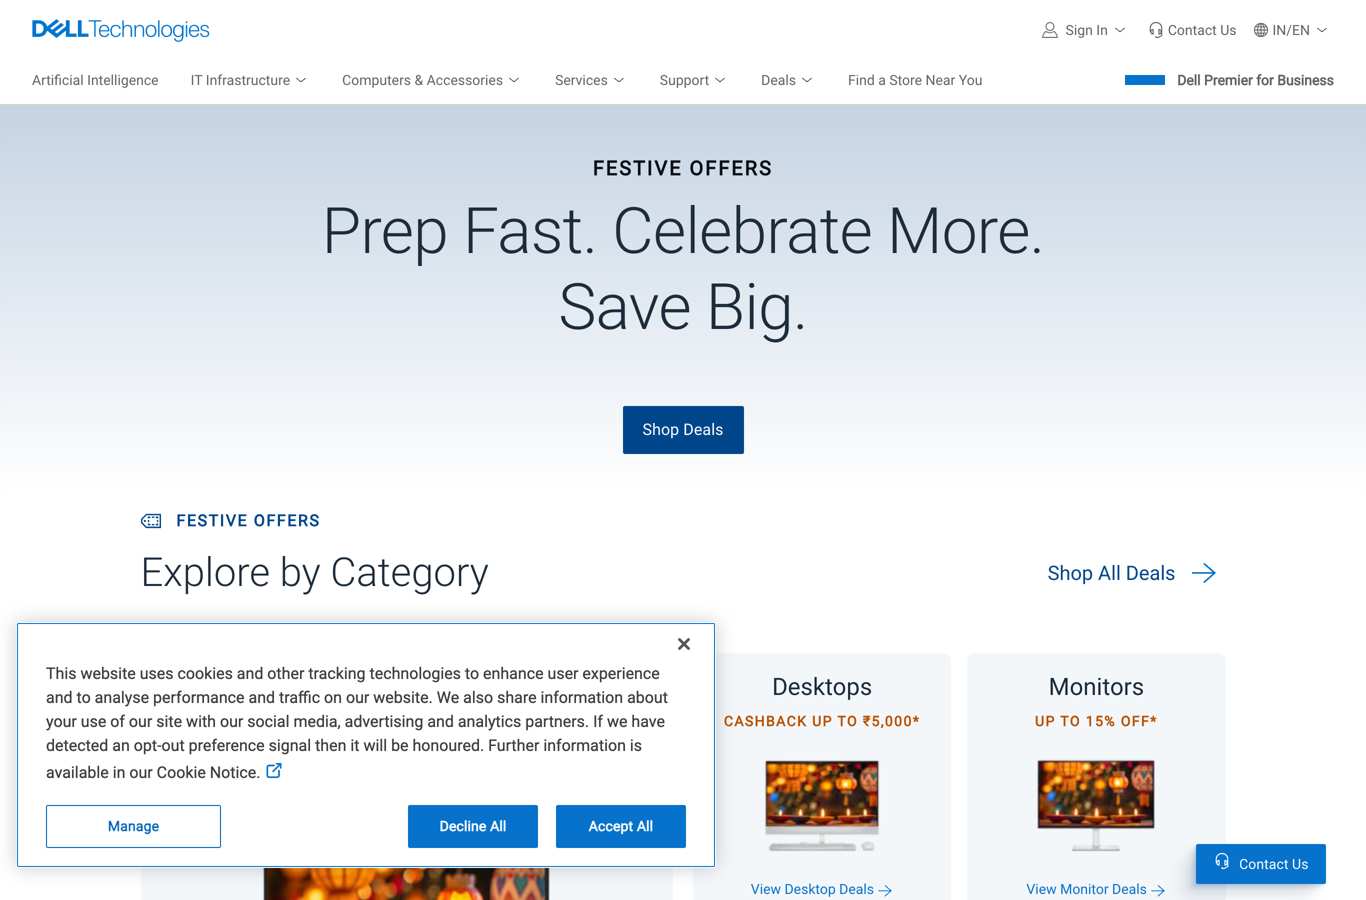 DELL Technologies
Sign In
Contact Us
IN/EN
Artificial Intelligence
IT Infrastructure
Computers & Accessories
Services
Support
Deals
Find a Store Near You
Dell Premier for Business
FESTIVE OFFERS
Prep Fast. Celebrate More.
Save Big.
Shop Deals
FESTIVE OFFERS
Explore by Category
Shop All Deals
This website uses cookies and other tracking technologies to enhance user experience
and to analyse performance and traffic on our website. We also share information about
your use of our site with our social media, advertising and analytics partners. If we have
detected an opt-out preference signal then it will be honoured. Further information is
available in our Cookie Notice.
Manage
Decline All
Accept All
Desktops
CASHBACK UP TO ₹5,000*
View Desktop Deals
Monitors
UP TO 15% OFF*
View Monitor Deals
Contact Us